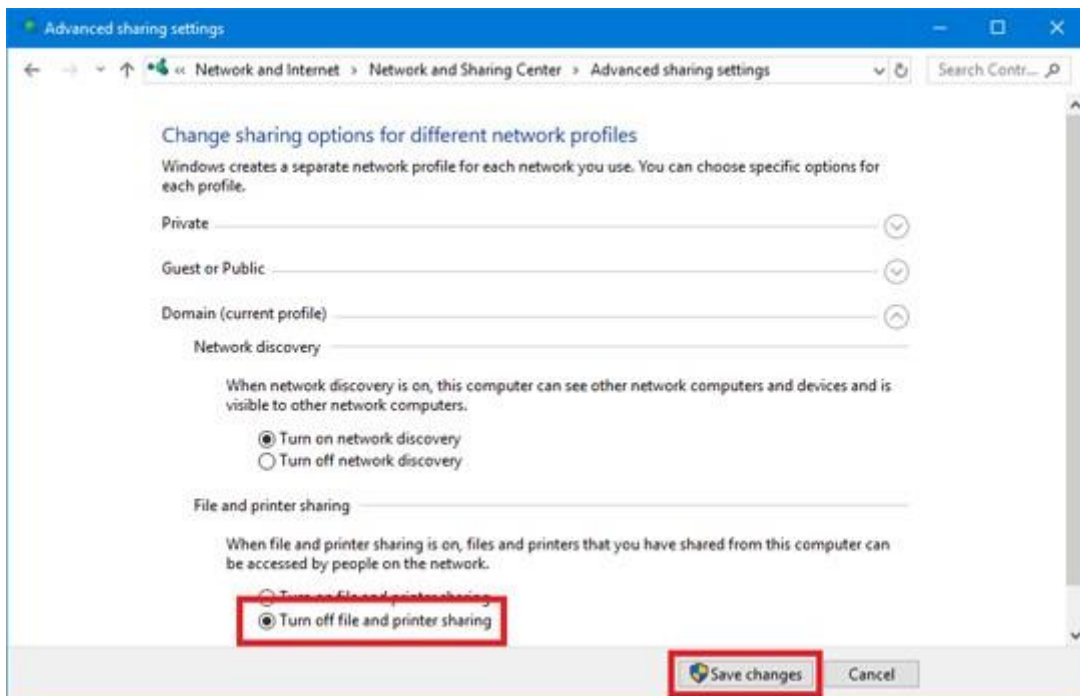 Advanced sharing settings
« Network and Internet > Network and Sharing Center > Advanced sharing settings
Search Contr...
Change sharing options for different network profiles
Windows creates a separate network profile for each network you use. You can choose specific options for
each profile.
Private
Guest or Public
Domain (current profile)
Network discovery
When network discovery is on, this computer can see other network computers and devices and is
visible to other network computers.
Turn on network discovery
Turn off network discovery
File and printer sharing
When file and printer sharing is on, files and printers that you have shared from this computer can
be accessed by people on the network.
Turn on file and printer sharing
Turn off file and printer sharing
Save changes
Cancel